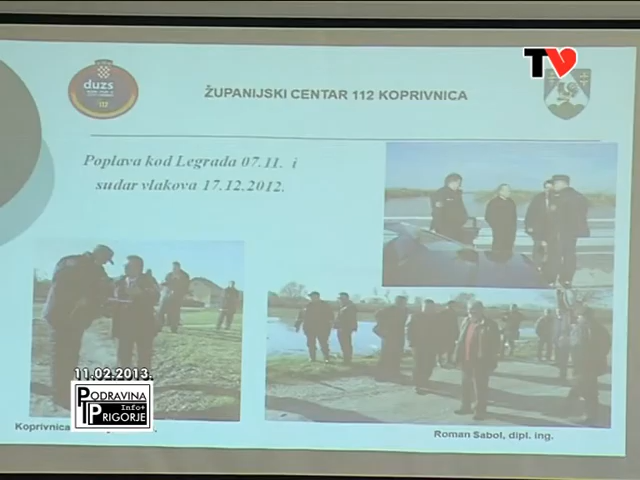 TV
duzs
112
ŽUPANIJSKI CENTAR 112 KOPRIVNICA
Poplava kod Legrada 07.11. i
sudar vlakova 17.12.2012.
11.02.2013.
PODRAVINA
Info+
PRIGORJE
Koprivnica
Roman Sabol, dipl. ing.